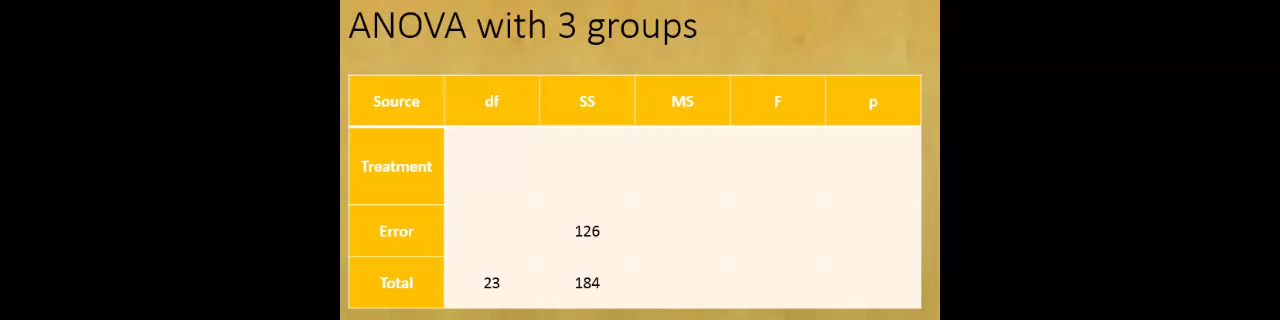 ANOVA with 3 groups
Source df SS MS F p
Treatment
Error 126
Total 23 184